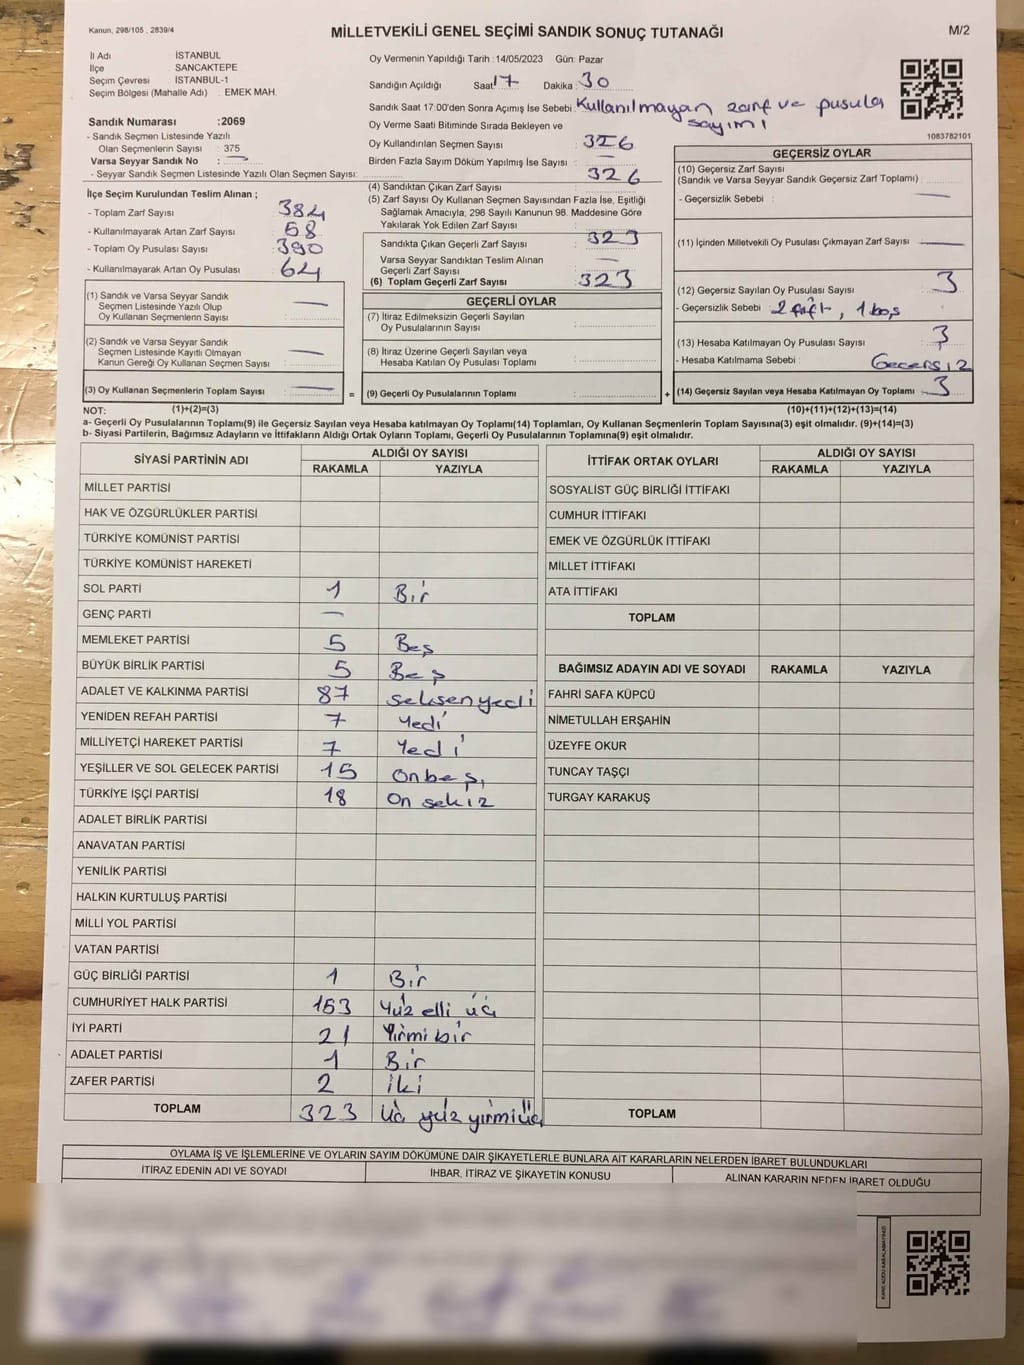 Kanun, 298/105 , 2839/4
MİLLETVEKİLİ GENEL SEÇİMİ SANDIK SONUÇ TUTANAĞI
M/2
İl Adı İSTANBUL
İlçe SANCAKTEPE
Seçim Çevresi İSTANBUL-1
Seçim Bölgesi (Mahalle Adı) : EMEK MAH.
Sandık Numarası :2069
- Sandık Seçmen Listesinde Yazılı
Olan Seçmenlerin Sayısı : 375
Varsa Seyyar Sandık No : —
- Seyyar Sandık Seçmen Listesinde Yazılı Olan Seçmen Sayısı:
Oy Vermenin Yapıldığı Tarih :14/05/2023 Gün: Pazar
Sandığın Açıldığı Saat: 17 Dakika : 30
Sandık Saat 17:00'den Sonra Açımış İse Sebebi: Kullanılmayan zarf ve pusula
sayımı
Oy Verme Saati Bitiminde Sırada Bekleyen ve
Oy Kullandırılan Seçmen Sayısı : 326
Birden Fazla Sayım Döküm Yapılmış İse Sayısı : —
1083782101
İlçe Seçim Kurulundan Teslim Alınan ;
- Toplam Zarf Sayısı : 384
- Kullanılmayarak Artan Zarf Sayısı : 58
- Toplam Oy Pusulası Sayısı : 390
- Kullanılmayarak Artan Oy Pusulası : 64
(1) Sandık ve Varsa Seyyar Sandık
Seçmen Listesinde Yazılı Olup
Oy Kullanan Seçmenlerin Sayısı : —
(2) Sandık ve Varsa Seyyar Sandık
Seçmen Listesinde Kayıtlı Olmayan
Kanun Gereği Oy Kullanan Seçmen Sayısı : —
(3) Oy Kullanan Seçmenlerin Toplam Sayısı : —
(4) Sandıktan Çıkan Zarf Sayısı : 326
(5) Zarf Sayısı Oy Kullanan Seçmen Sayısından Fazla İse, Eşitliği
Sağlamak Amacıyla, 298 Sayılı Kanunun 98. Maddesine Göre
Yakılarak Yok Edilen Zarf Sayısı :
Sandıkta Çıkan Geçerli Zarf Sayısı : 323
Varsa Seyyar Sandıktan Teslim Alınan
Geçerli Zarf Sayısı : —
(6) Toplam Geçerli Zarf Sayısı : 323
GEÇERLİ OYLAR
(7) İtiraz Edilmeksizin Geçerli Sayılan
Oy Pusulalarının Sayısı :
(8) İtiraz Üzerine Geçerli Sayılan veya
Hesaba Katılan Oy Pusulası Toplamı :
= (9) Geçerli Oy Pusulalarının Toplamı :
GEÇERSİZ OYLAR
(10) Geçersiz Zarf Sayısı
(Sandık ve Varsa Seyyar Sandık Geçersiz Zarf Toplamı) :
- Geçersizlik Sebebi : —
(11) İçinden Milletvekili Oy Pusulası Çıkmayan Zarf Sayısı : —
(12) Geçersiz Sayılan Oy Pusulası Sayısı : 3
- Geçersizlik Sebebi : 2 çift, 1 boş
(13) Hesaba Katılmayan Oy Pusulası Sayısı : 3
- Hesaba Katılmama Sebebi : Geçersiz
+ (14) Geçersiz Sayılan veya Hesaba Katılmayan Oy Toplamı : 3
NOT: (1)+(2)=(3) (10)+(11)+(12)+(13)=(14)
a- Geçerli Oy Pusulalarının Toplamı(9) ile Geçersiz Sayılan veya Hesaba katılmayan Oy Toplamı(14) Toplamları, Oy Kullanan Seçmenlerin Toplam Sayısına(3) eşit olmalıdır. (9)+(14)=(3)
b- Siyasi Partilerin, Bağımsız Adayların ve İttifakların Aldığı Ortak Oyların Toplamı, Geçerli Oy Pusulalarının Toplamına(9) eşit olmalıdır.
SİYASİ PARTİNİN ADI ALDIĞI OY SAYISI
RAKAMLA YAZIYLA
MİLLET PARTİSİ
HAK VE ÖZGÜRLÜKLER PARTİSİ
TÜRKİYE KOMÜNİST PARTİSİ
TÜRKİYE KOMÜNİST HAREKETİ
SOL PARTİ 1 Bir
GENÇ PARTİ —
MEMLEKET PARTİSİ 5 Beş
BÜYÜK BİRLİK PARTİSİ 5 Beş
ADALET VE KALKINMA PARTİSİ 87 seksenyedi
YENİDEN REFAH PARTİSİ 7 Yedi
MİLLİYETÇİ HAREKET PARTİSİ 7 Yedi
YEŞİLLER VE SOL GELECEK PARTİSİ 15 Onbeş
TÜRKİYE İŞÇİ PARTİSİ 18 On sekiz
ADALET BİRLİK PARTİSİ
ANAVATAN PARTİSİ
YENİLİK PARTİSİ
HALKIN KURTULUŞ PARTİSİ
MİLLİ YOL PARTİSİ
VATAN PARTİSİ
GÜÇ BİRLİĞİ PARTİSİ 1 Bir
CUMHURİYET HALK PARTİSİ 153 Yüz elli üç
İYİ PARTİ 21 Yirmi bir
ADALET PARTİSİ 1 Bir
ZAFER PARTİSİ 2 iki
TOPLAM 323 Üç yüz yirmi üç
İTTİFAK ORTAK OYLARI ALDIĞI OY SAYISI
RAKAMLA YAZIYLA
SOSYALİST GÜÇ BİRLİĞİ İTTİFAKI
CUMHUR İTTİFAKI
EMEK VE ÖZGÜRLÜK İTTİFAKI
MİLLET İTTİFAKI
ATA İTTİFAKI
TOPLAM
BAĞIMSIZ ADAYIN ADI VE SOYADI RAKAMLA YAZIYLA
FAHRİ SAFA KÜPCÜ
NİMETULLAH ERŞAHİN
ÜZEYFE OKUR
TUNCAY TAŞÇI
TURGAY KARAKUŞ
TOPLAM
OYLAMA İŞ VE İŞLEMLERİNE VE OYLARIN SAYIM DÖKÜMÜNE DAİR ŞİKAYETLERLE BUNLARA AİT KARARLARIN NELERDEN İBARET BULUNDUKLARI
İTİRAZ EDENİN ADI VE SOYADI İHBAR, İTİRAZ VE ŞİKAYETİN KONUSU ALINAN KARARIN NEDEN İBARET OLDUĞU